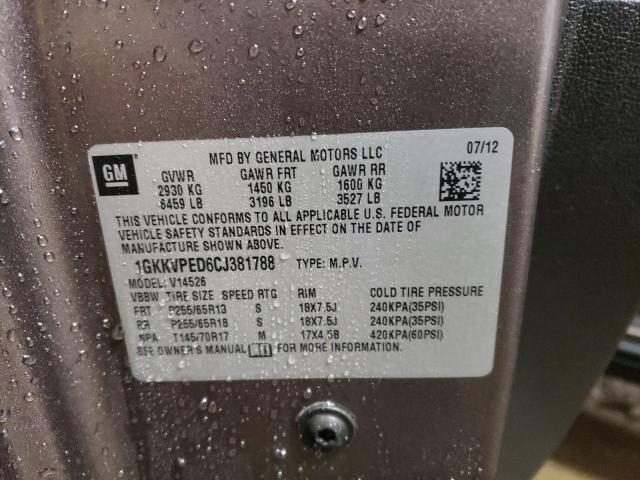 MFD BY GENERAL MOTORS LLC 07/12
GM GVWR GAWR FRT GAWR RR
2930 KG 1450 KG 1600 KG
6459 LB 3196 LB 3527 LB
THIS VEHICLE CONFORMS TO ALL APPLICABLE U.S. FEDERAL MOTOR
VEHICLE SAFETY STANDARDS IN EFFECT ON THE DATE OF
MANUFACTURE SHOWN ABOVE.
1GKKVPED6CJ381788 TYPE: M.P.V.
MODEL: V14526
VBBW TIRE SIZE SPEED RTG RIM COLD TIRE PRESSURE
FRT P255/65R18 S 18X7.5J 240KPA(35PSI)
RR P255/65R18 S 18X7.5J 240KPA(35PSI)
SPA T145/70R17 M 17X4.5B 420KPA(60PSI)
SEE OWNER'S MANUAL FOR MORE INFORMATION.